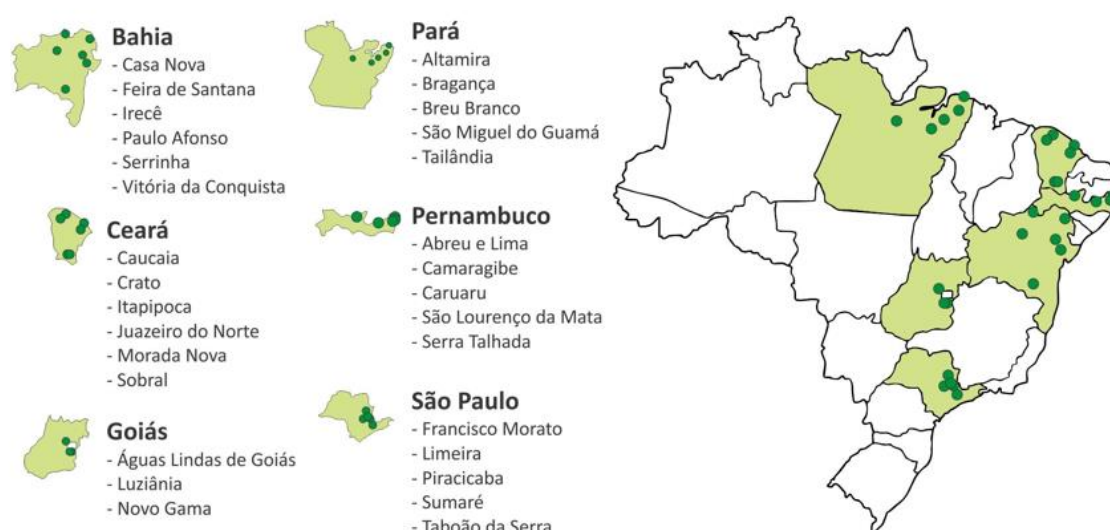 Bahia
- Casa Nova
- Feira de Santana
- Irecê
- Paulo Afonso
- Serrinha
- Vitória da Conquista
Ceará
- Caucaia
- Crato
- Itapipoca
- Juazeiro do Norte
- Morada Nova
- Sobral
Goiás
- Águas Lindas de Goiás
- Luziânia
- Novo Gama
Pará
- Altamira
- Bragança
- Breu Branco
- São Miguel do Guamá
- Tailândia
Pernambuco
- Abreu e Lima
- Camaragibe
- Caruaru
- São Lourenço da Mata
- Serra Talhada
São Paulo
- Francisco Morato
- Limeira
- Piracicaba
- Sumaré
- Taboão da Serra